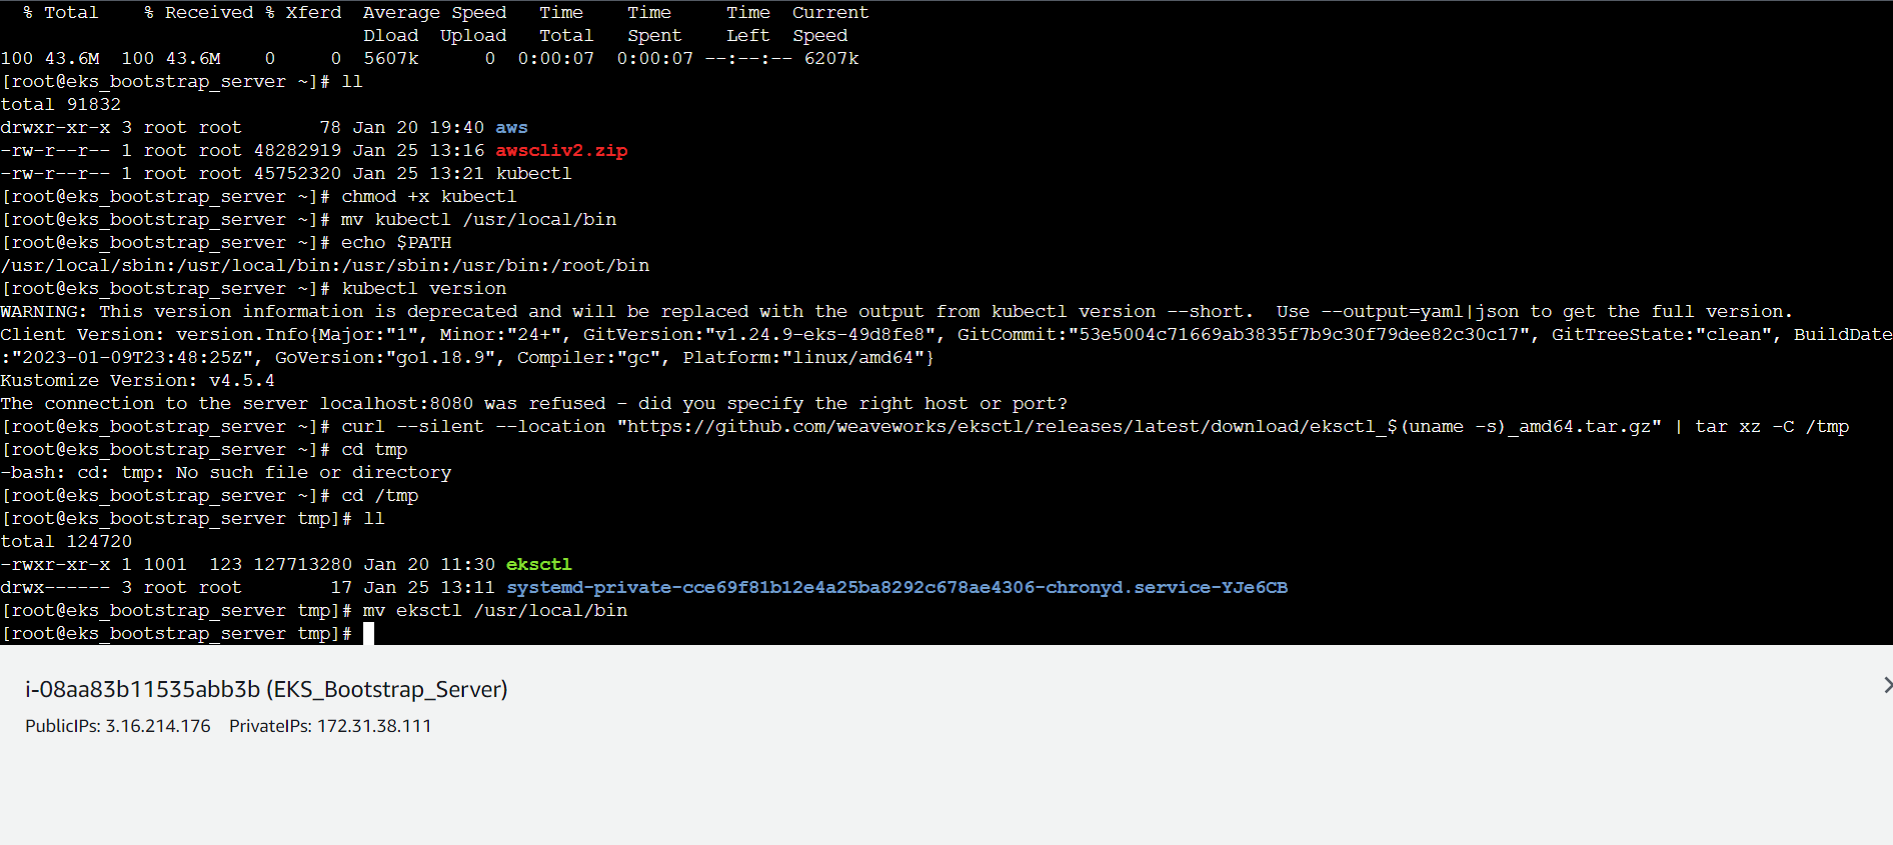 % Total % Received % Xferd Average Speed Time Time Time Current
Dload Upload Total Spent Left Speed
100 43.6M 100 43.6M 0 0 5607k 0 0:00:07 0:00:07 --:--:-- 6207k
[root@eks_bootstrap_server ~]# ll
total 91832
drwxr-xr-x 3 root root 78 Jan 20 19:40 aws
-rw-r--r-- 1 root root 48282919 Jan 25 13:16 awscliv2.zip
-rw-r--r-- 1 root root 45752320 Jan 25 13:21 kubectl
[root@eks_bootstrap_server ~]# chmod +x kubectl
[root@eks_bootstrap_server ~]# mv kubectl /usr/local/bin
[root@eks_bootstrap_server ~]# echo $PATH
/usr/local/sbin:/usr/local/bin:/usr/sbin:/usr/bin:/root/bin
[root@eks_bootstrap_server ~]# kubectl version
WARNING: This version information is deprecated and will be replaced with the output from kubectl version --short.  Use --output=yaml|json to get the full version.
Client Version: version.Info{Major:"1", Minor:"24+", GitVersion:"v1.24.9-eks-49d8fe8", GitCommit:"53e5004c71669ab3835f7b9c30f79dee82c30c17", GitTreeState:"clean", BuildDate
:"2023-01-09T23:48:25Z", GoVersion:"go1.18.9", Compiler:"gc", Platform:"linux/amd64"}
Kustomize Version: v4.5.4
The connection to the server localhost:8080 was refused - did you specify the right host or port?
[root@eks_bootstrap_server ~]# curl --silent --location "https://github.com/weaveworks/eksctl/releases/latest/download/eksctl_$(uname -s)_amd64.tar.gz" | tar xz -C /tmp
[root@eks_bootstrap_server ~]# cd tmp
-bash: cd: tmp: No such file or directory
[root@eks_bootstrap_server ~]# cd /tmp
[root@eks_bootstrap_server tmp]# ll
total 124720
-rwxr-xr-x 1 1001 123 127713280 Jan 20 11:30 eksctl
drwx------ 3 root root 17 Jan 25 13:11 systemd-private-cce69f81b12e4a25ba8292c678ae4306-chronyd.service-YJe6CB
[root@eks_bootstrap_server tmp]# mv eksctl /usr/local/bin
[root@eks_bootstrap_server tmp]#
i-08aa83b11535abb3b (EKS_Bootstrap_Server)
PublicIPs: 3.16.214.176 PrivateIPs: 172.31.38.111